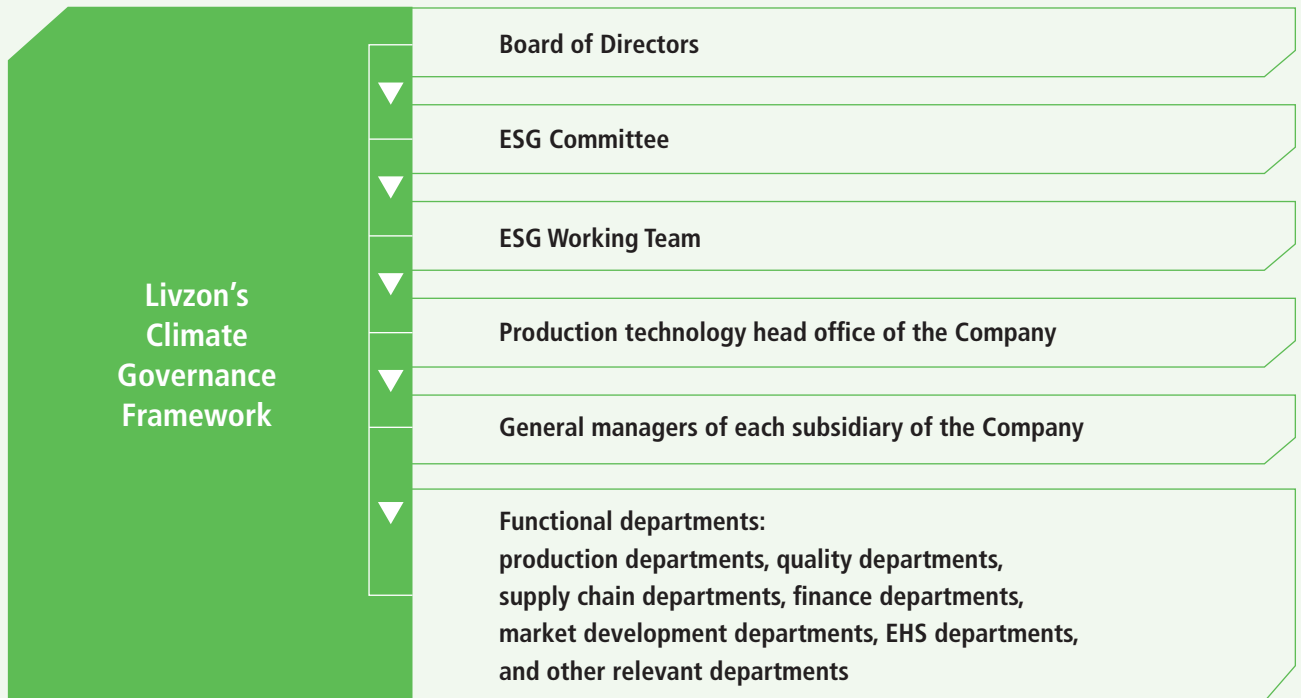 Livzon’s
Climate
Governance
Framework
Board of Directors
ESG Committee
ESG Working Team
Production technology head office of the Company
General managers of each subsidiary of the Company
Functional departments:
production departments, quality departments,
supply chain departments, finance departments,
market development departments, EHS departments,
and other relevant departments